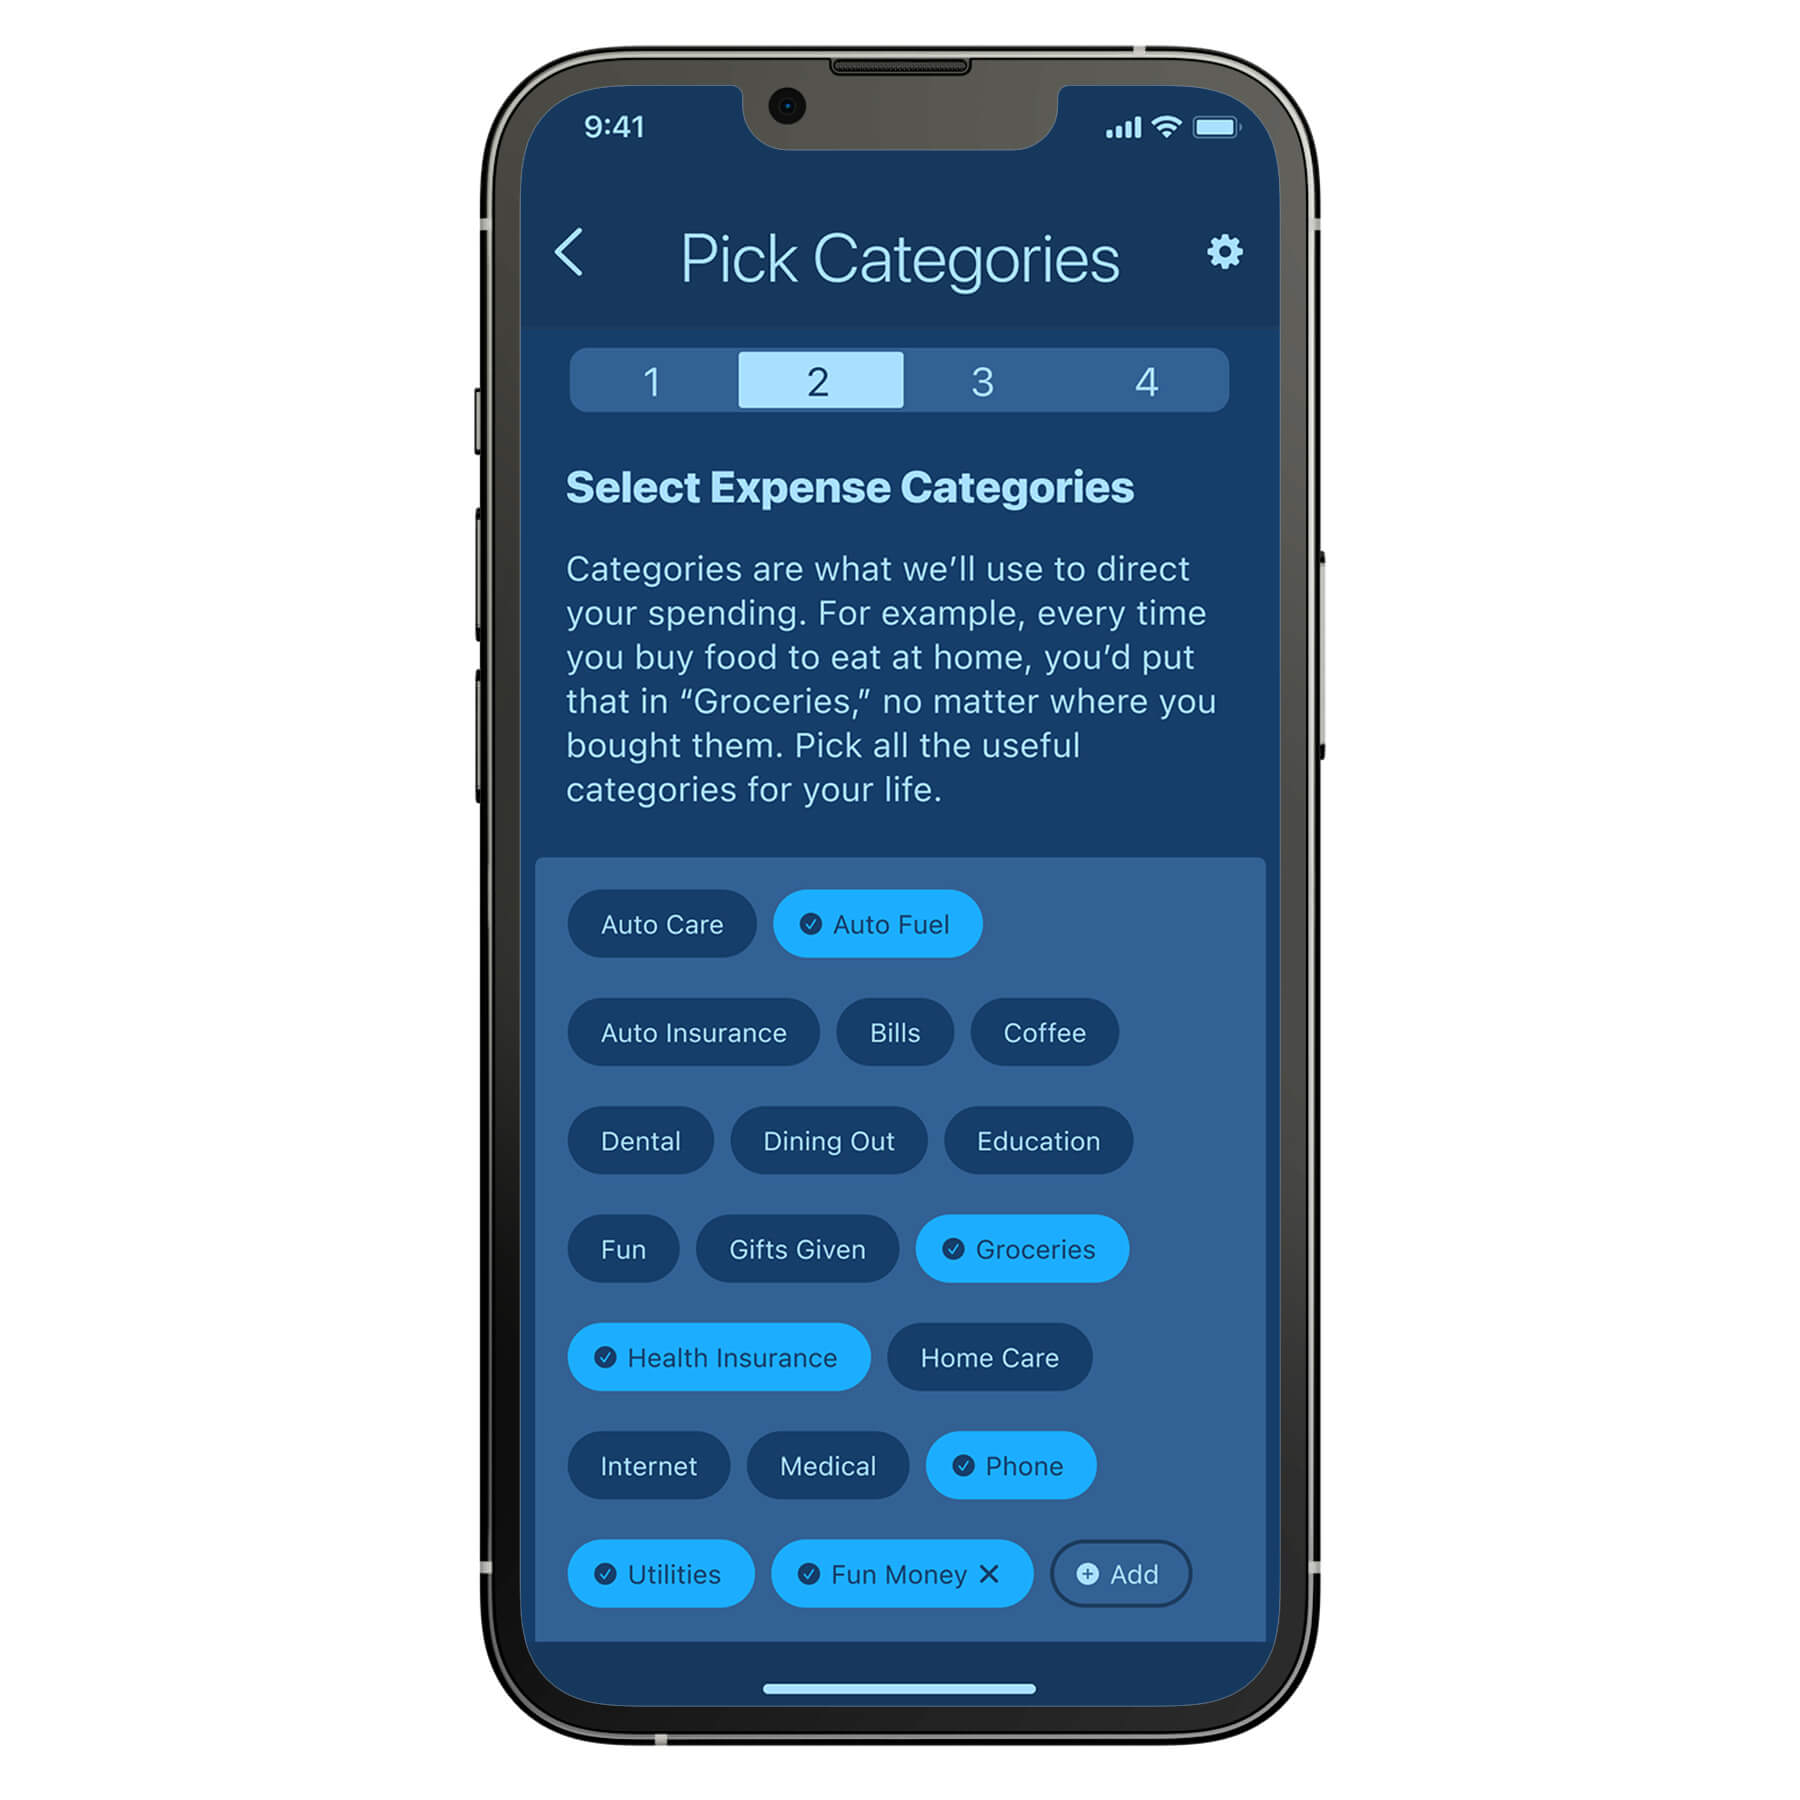 9:41
Pick Categories
1 2 3 4
Select Expense Categories
Categories are what we’ll use to direct
your spending. For example, every time
you buy food to eat at home, you’d put
that in “Groceries,” no matter where you
bought them. Pick all the useful
categories for your life.
Auto Care Auto Fuel
Auto Insurance Bills Coffee
Dental Dining Out Education
Fun Gifts Given Groceries
Health Insurance Home Care
Internet Medical Phone
Utilities Fun Money Add